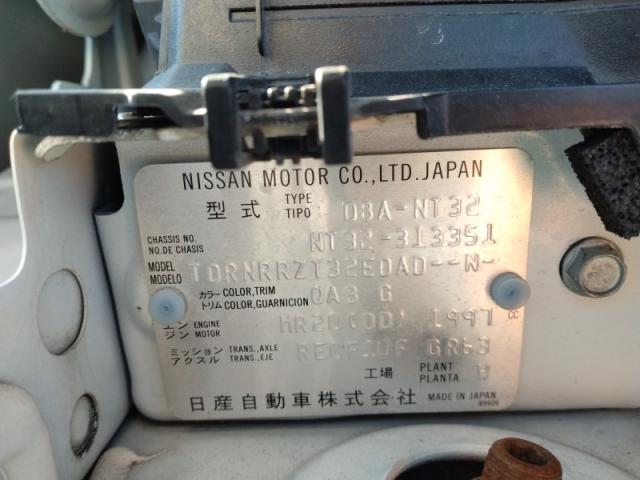 NISSAN MOTOR CO.,LTD.JAPAN
型式 TYPE TIPO DBA-NT32
CHASSIS NO. NO.DE CHASIS NT32-313351
MODEL MODELO TDRNRRZT32EDAD--N-
カラー COLOR,TRIM トリム COLOR,GUARNICION QA3 G
エンジン ENGINE MOTOR HR20(DD) 1997 CC
ミッション TRANS.,AXLE アクスル TRANS.,EJE RE0F10F GR63
工場 PLANT PLANTA
日産自動車株式会社 MADE IN JAPAN